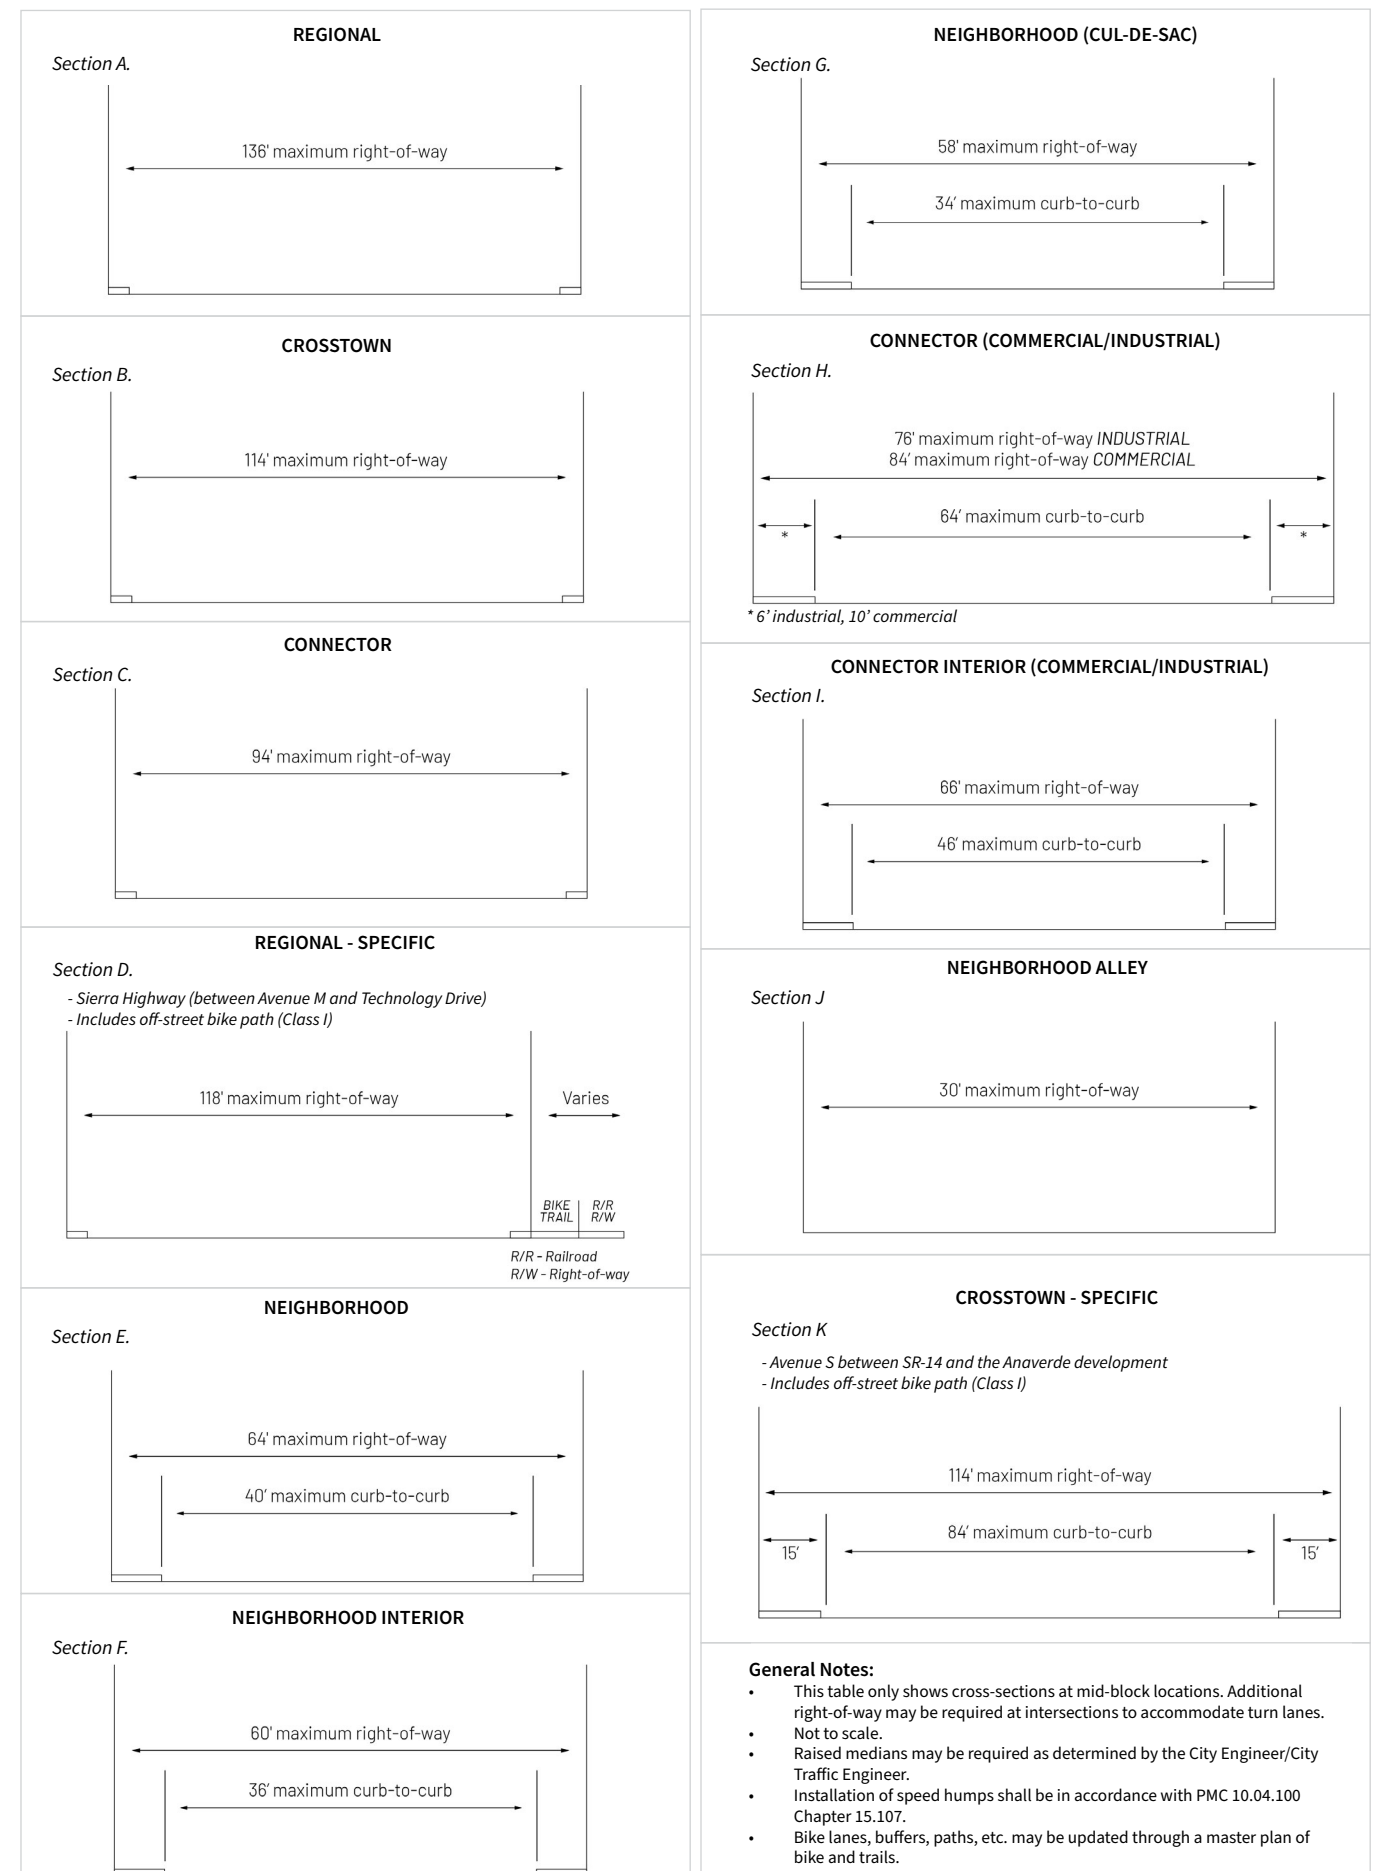 REGIONAL
Section A.
136' maximum right-of-way
CROSSTOWN
Section B.
114' maximum right-of-way
CONNECTOR
Section C.
94' maximum right-of-way
REGIONAL - SPECIFIC
Section D.
- Sierra Highway (between Avenue M and Technology Drive)
- Includes off-street bike path (Class I)
118' maximum right-of-way
Varies
BIKE
TRAIL
R/R
R/W
R/R - Railroad
R/W - Right-of-way
NEIGHBORHOOD
Section E.
64' maximum right-of-way
40' maximum curb-to-curb
NEIGHBORHOOD INTERIOR
Section F.
60' maximum right-of-way
36' maximum curb-to-curb
NEIGHBORHOOD (CUL-DE-SAC)
Section G.
58' maximum right-of-way
34' maximum curb-to-curb
CONNECTOR (COMMERCIAL/INDUSTRIAL)
Section H.
76' maximum right-of-way INDUSTRIAL
84' maximum right-of-way COMMERCIAL
64' maximum curb-to-curb
*
*
* 6' industrial, 10' commercial
CONNECTOR INTERIOR (COMMERCIAL/INDUSTRIAL)
Section I.
66' maximum right-of-way
46' maximum curb-to-curb
NEIGHBORHOOD ALLEY
Section J
30' maximum right-of-way
CROSSTOWN - SPECIFIC
Section K
- Avenue S between SR-14 and the Anaverde development
- Includes off-street bike path (Class I)
114' maximum right-of-way
84' maximum curb-to-curb
15'
15'
General Notes:
• This table only shows cross-sections at mid-block locations. Additional
right-of-way may be required at intersections to accommodate turn lanes.
• Not to scale.
• Raised medians may be required as determined by the City Engineer/City
Traffic Engineer.
• Installation of speed humps shall be in accordance with PMC 10.04.100
Chapter 15.107.
• Bike lanes, buffers, paths, etc. may be updated through a master plan of
bike and trails.